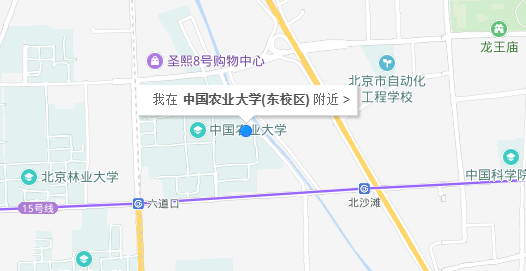 圣熙8号购物中心
龙王庙
北京市自动化
工程学校
我在 中国农业大学(东校区) 附近 >
中国农业大学
北京林业大学
中国科学院
15号线
六道口
北沙滩